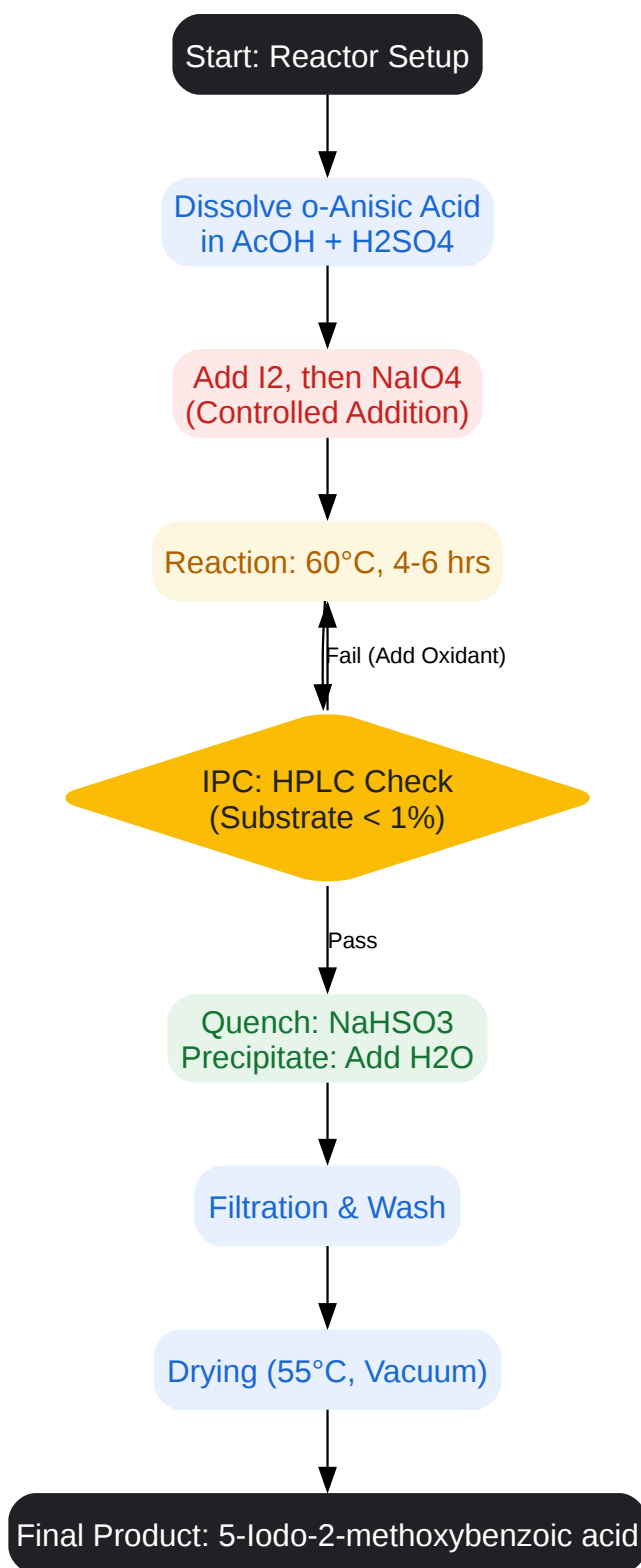 Start: Reactor Setup
Dissolve o-Anisic Acid
in AcOH + H2SO4
Add I2, then NaIO4
(Controlled Addition)
Reaction: 60°C, 4-6 hrs
Fail (Add Oxidant)
IPC: HPLC Check
(Substrate < 1%)
Pass
Quench: NaHSO3
Precipitate: Add H2O
Filtration & Wash
Drying (55°C, Vacuum)
Final Product: 5-Iodo-2-methoxybenzoic acid